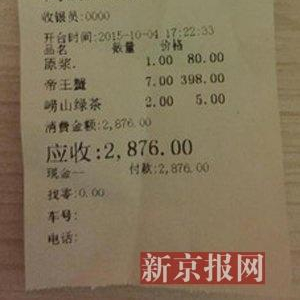 收银员:0000
开台时间:2015-10-04 17:22:33
品名 数量 价格
原浆. 1.00 80.00
帝王蟹 7.00 398.00
崂山绿茶 2.00 5.00
消费金额:2,876.00
应收:2,876.00
现金一 付款:2,876.00
找零:0.00
车号:
电话:
新京报网